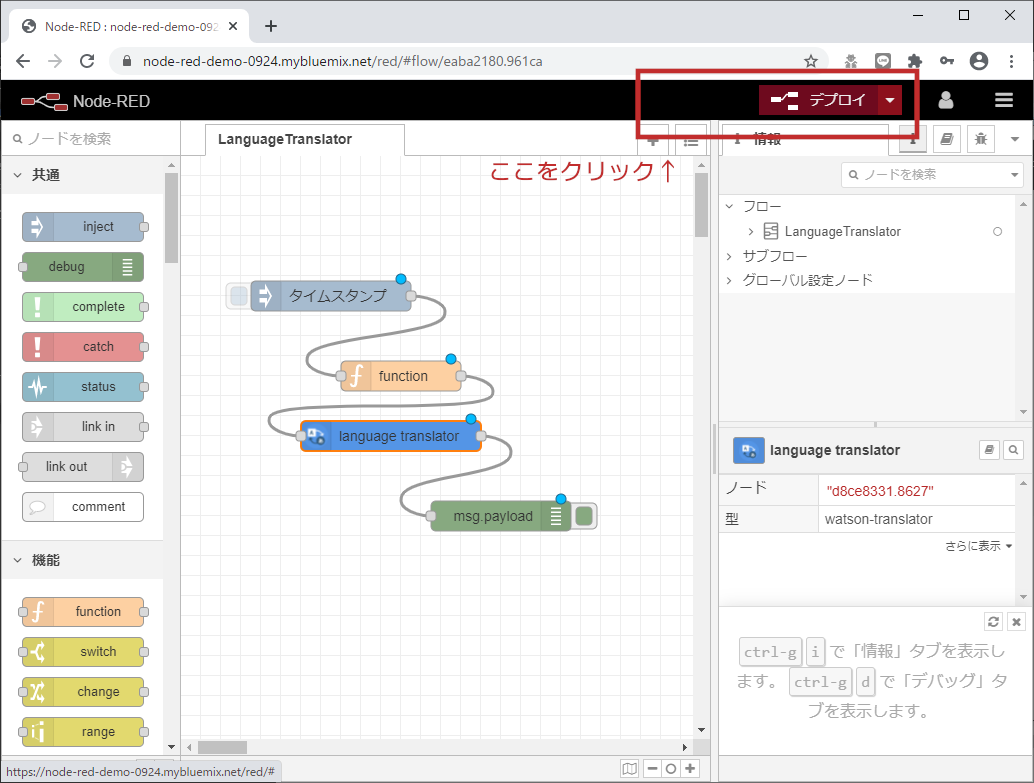 Node-RED : node-red-demo-092
node-red-demo-0924.mybluemix.net/red/#flow/eaba2180.961ca
Node-RED
デプロイ
ノードを検索
LanguageTranslator
情報
ここをクリック↑
ノードを検索
共通
inject
debug
complete
catch
status
link in
link out
comment
機能
function
switch
change
range
タイムスタンプ
function
language translator
msg.payload
フロー
LanguageTranslator
サブフロー
グローバル設定ノード
language translator
ノード "d8ce8331.8627"
型 watson-translator
さらに表示
ctrl-g i で「情報」タブを表示し
ます。 ctrl-g d で「デバッグ」タ
ブを表示します。
https://node-red-demo-0924.mybluemix.net/red/#